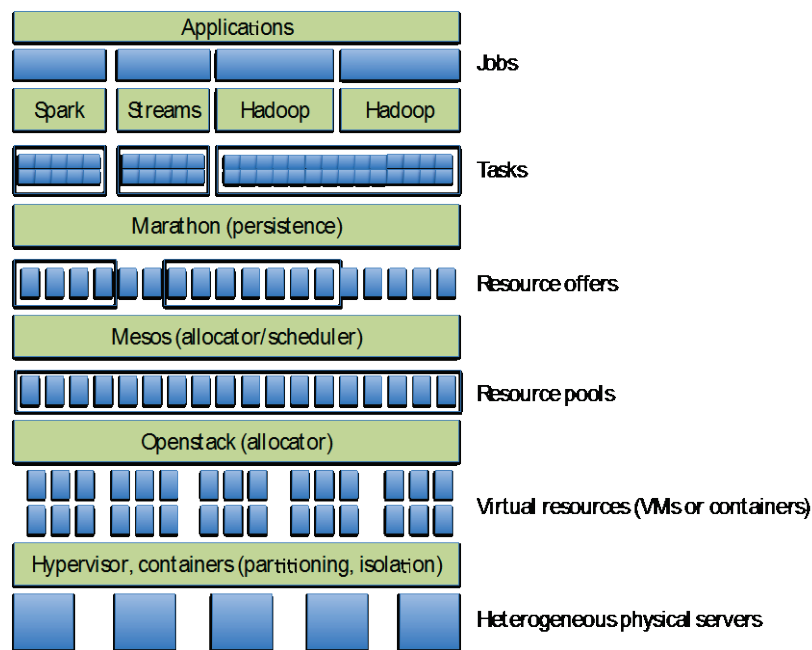 Applications
Jobs
Spark Streams Hadoop Hadoop
Tasks
Marathon (persistence)
Resource offers
Mesos (allocator/scheduler)
Resource pools
Openstack (allocator)
Virtual resources (VMs or containers)
Hypervisor, containers (partitioning, isolation)
Heterogeneous physical servers